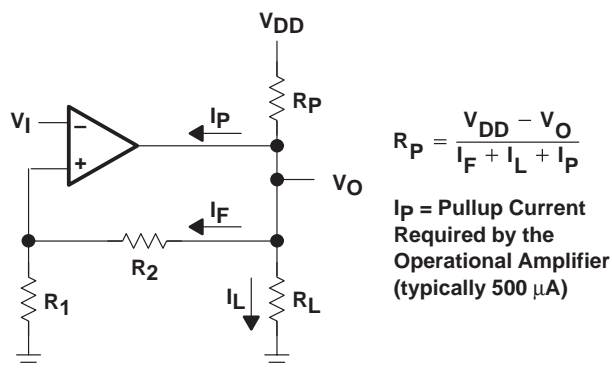 VDD
VI
−
+
IP
RP
VO
IF
R2
R1
IL
RL
RP = (VDD − VO) / (IF + IL + IP)
IP = Pullup Current
Required by the
Operational Amplifier
(typically 500 μA)